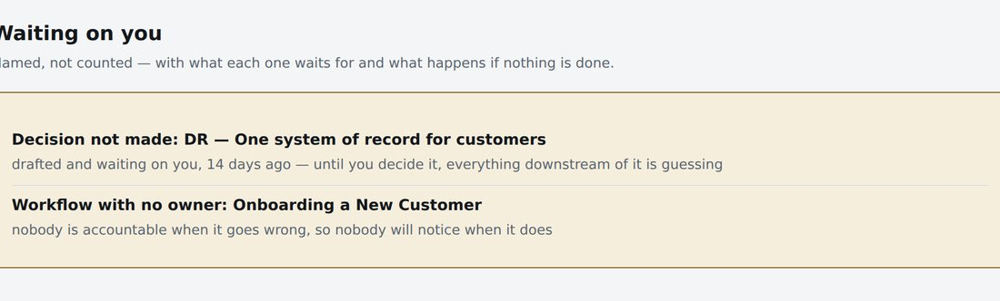 Waiting on you
Named, not counted — with what each one waits for and what happens if nothing is done.
Decision not made: DR — One system of record for customers
drafted and waiting on you, 14 days ago — until you decide it, everything downstream of it is guessing
Workflow with no owner: Onboarding a New Customer
nobody is accountable when it goes wrong, so nobody will notice when it does